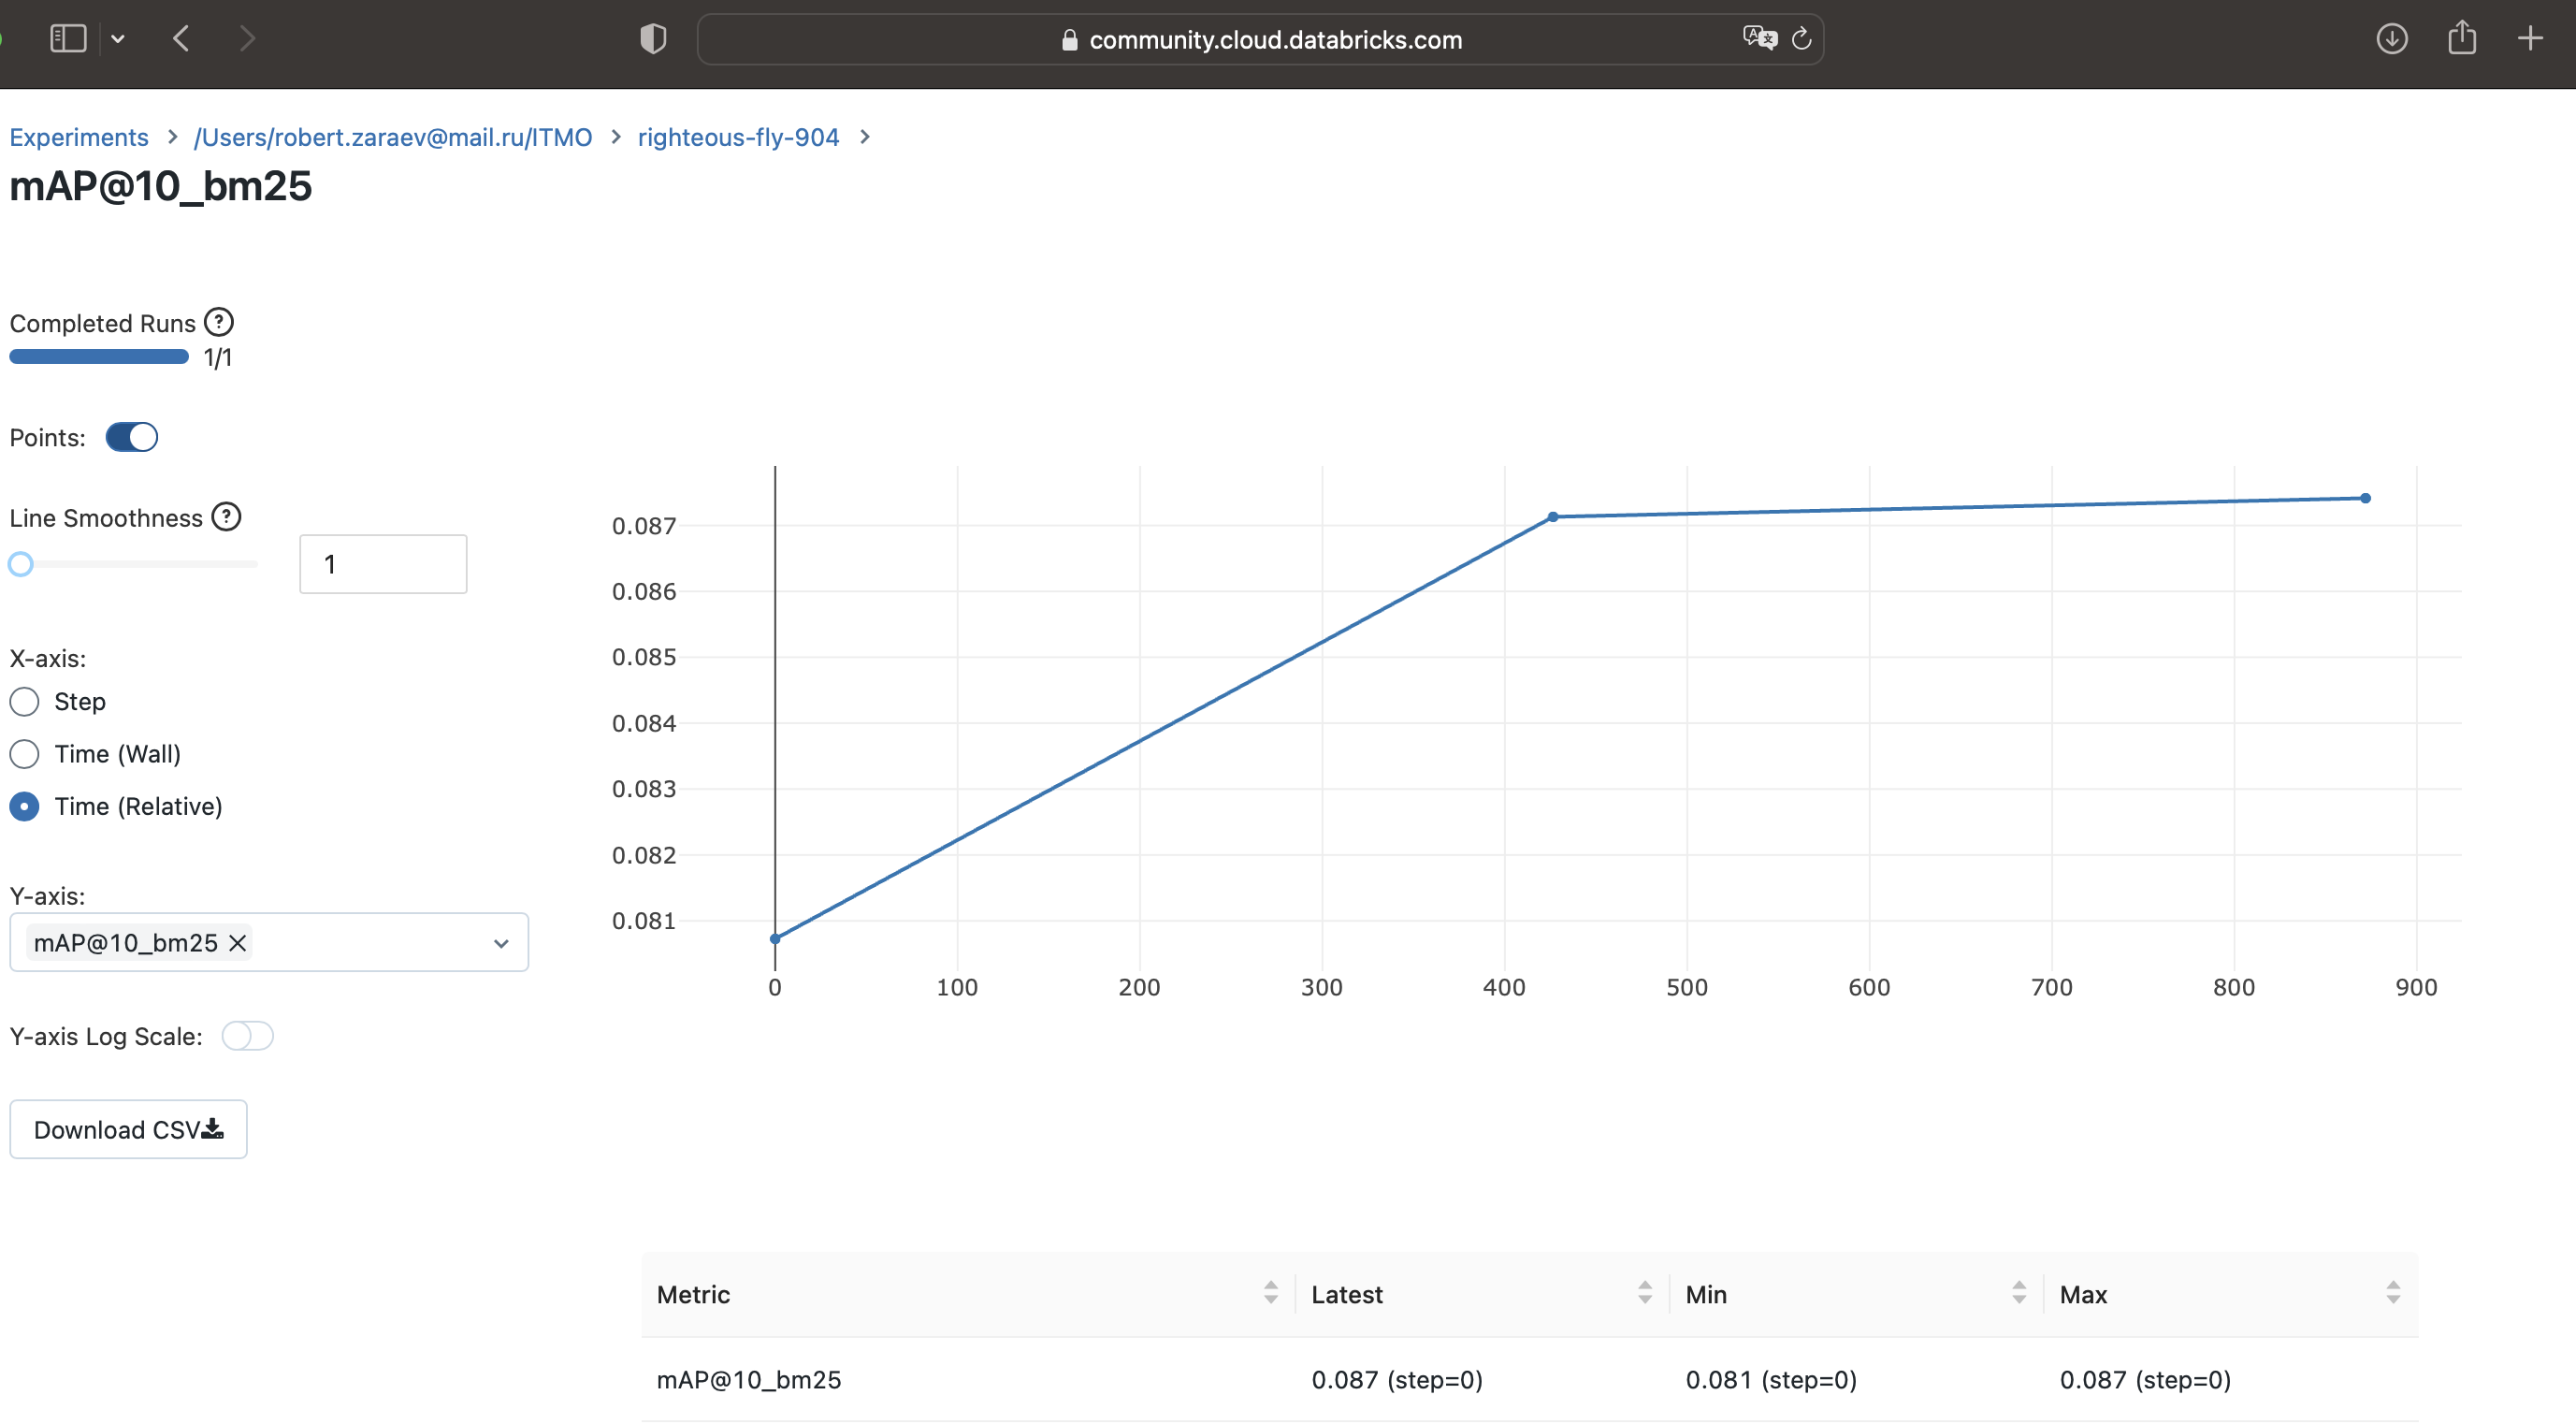 community.cloud.databricks.com
Experiments > /Users/robert.zaraev@mail.ru/ITMO > righteous-fly-904 >
mAP@10_bm25
Completed Runs ?
1/1
Points:
Line Smoothness ?
1
X-axis:
Step
Time (Wall)
Time (Relative)
Y-axis:
mAP@10_bm25
Y-axis Log Scale:
Download CSV
0.087
0.086
0.085
0.084
0.083
0.082
0.081
0 100 200 300 400 500 600 700 800 900
Metric Latest Min Max
mAP@10_bm25 0.087 (step=0) 0.081 (step=0) 0.087 (step=0)